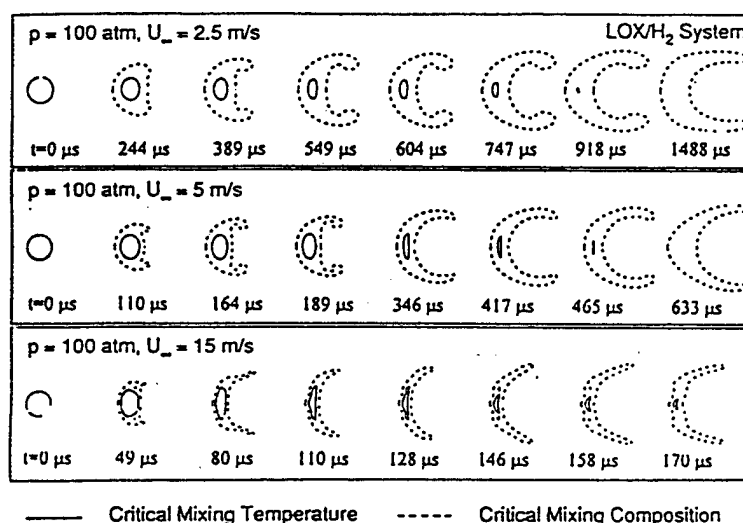 p = 100 atm, U∞ = 2.5 m/s LOX/H2 System
t=0 μs 244 μs 389 μs 549 μs 604 μs 747 μs 918 μs 1488 μs
p = 100 atm, U∞ = 5 m/s
t=0 μs 110 μs 164 μs 189 μs 346 μs 417 μs 465 μs 633 μs
p = 100 atm, U∞ = 15 m/s
t=0 μs 49 μs 80 μs 110 μs 128 μs 146 μs 158 μs 170 μs
Critical Mixing Temperature Critical Mixing Composition